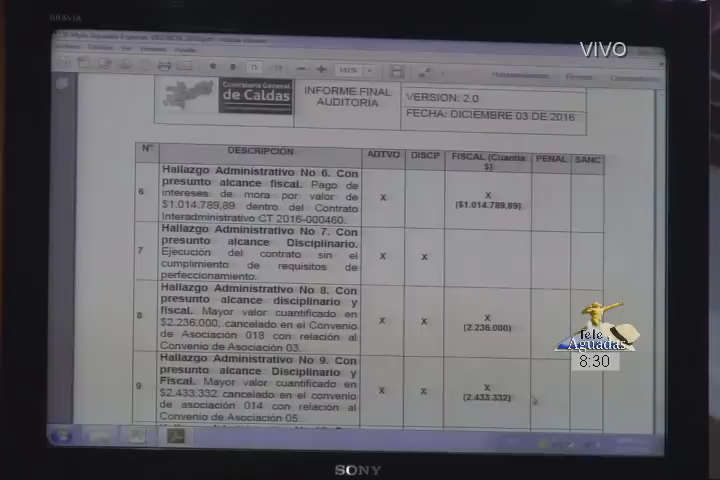 BRAVIA
VIVO
Contraloría General
de Caldas
INFORME FINAL
AUDITORÍA
VERSION: 2.0
FECHA: DICIEMBRE 03 DE 2016
N° DESCRIPCIÓN ADTVO DISCP FISCAL (Cuantía $) PENAL SANC
6
Hallazgo Administrativo No 6. Con
presunto alcance fiscal. Pago de
intereses de mora por valor de
$1.014.789,89 dentro del Contrato
Interadministrativo CT 2016-000460.
X
X
($1.014.789,89)
7
Hallazgo Administrativo No 7. Con
presunto alcance Disciplinario.
Ejecución del contrato sin el
cumplimiento de requisitos de
perfeccionamiento.
X
X
8
Hallazgo Administrativo No 8. Con
presunto alcance disciplinario y
fiscal. Mayor valor cuantificado en
$2.236.000, cancelado en el Convenio
de Asociación 018 con relación al
Convenio de Asociación 03.
X
X
X
(2.236.000)
9
Hallazgo Administrativo No 9. Con
presunto alcance Disciplinario y
Fiscal. Mayor valor cuantificado en
$2.433.332 cancelado en el convenio
de asociación 014 con relación al
Convenio de Asociación 05.
X
X
X
(2.433.332)
Tele
Aguadas
8:30
SONY